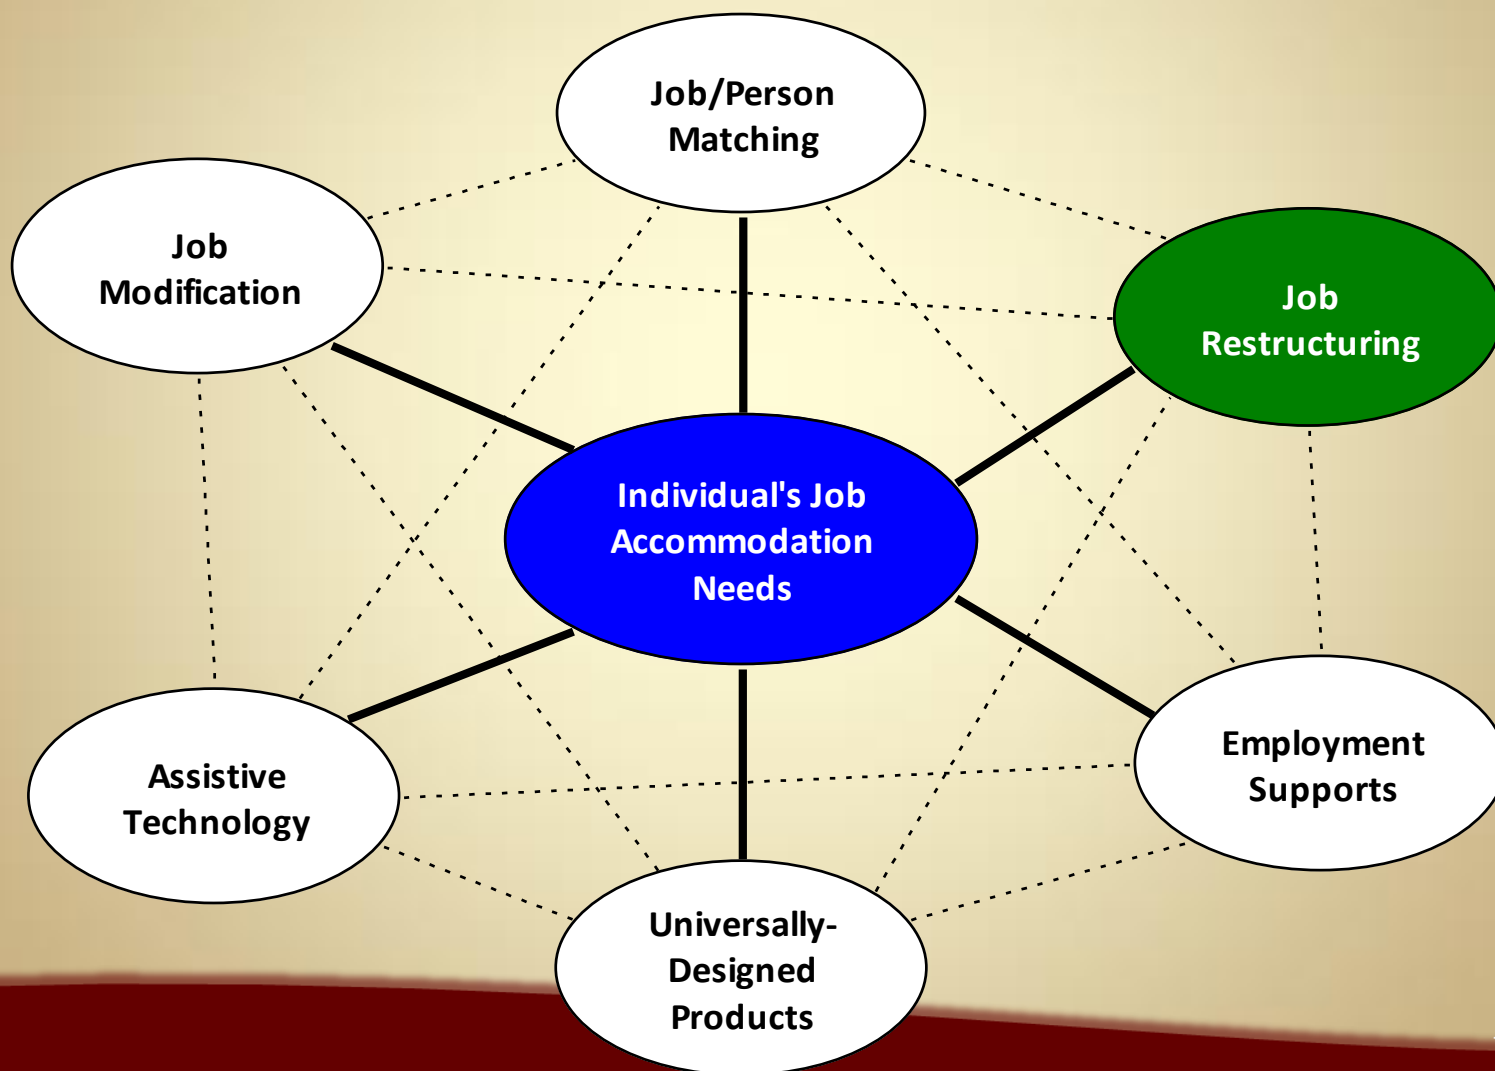 Job/Person
Matching
Job
Modification
Job
Restructuring
Individual's Job
Accommodation
Needs
Employment
Supports
Assistive
Technology
Universally-
Designed
Products